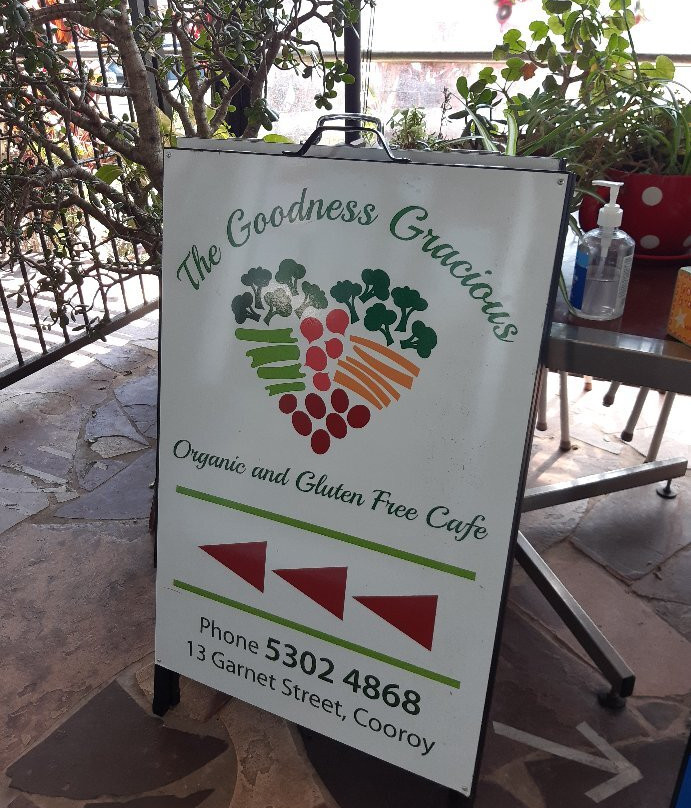 The Goodness Gracious
Organic and Gluten Free Cafe
Phone 5302 4868
13 Garnet Street, Cooroy